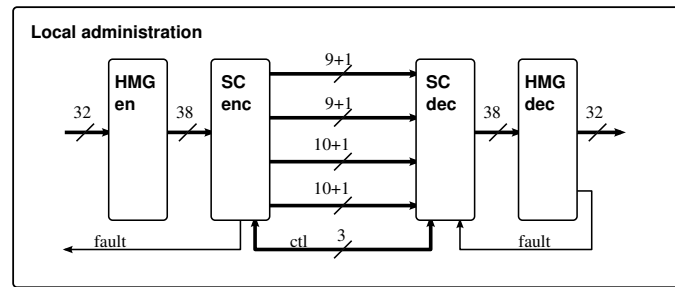 Local administration
HMG
en
SC
enc
SC
dec
HMG
dec
32
38
9+1
9+1
10+1
10+1
38
32
fault
ctl
3
fault